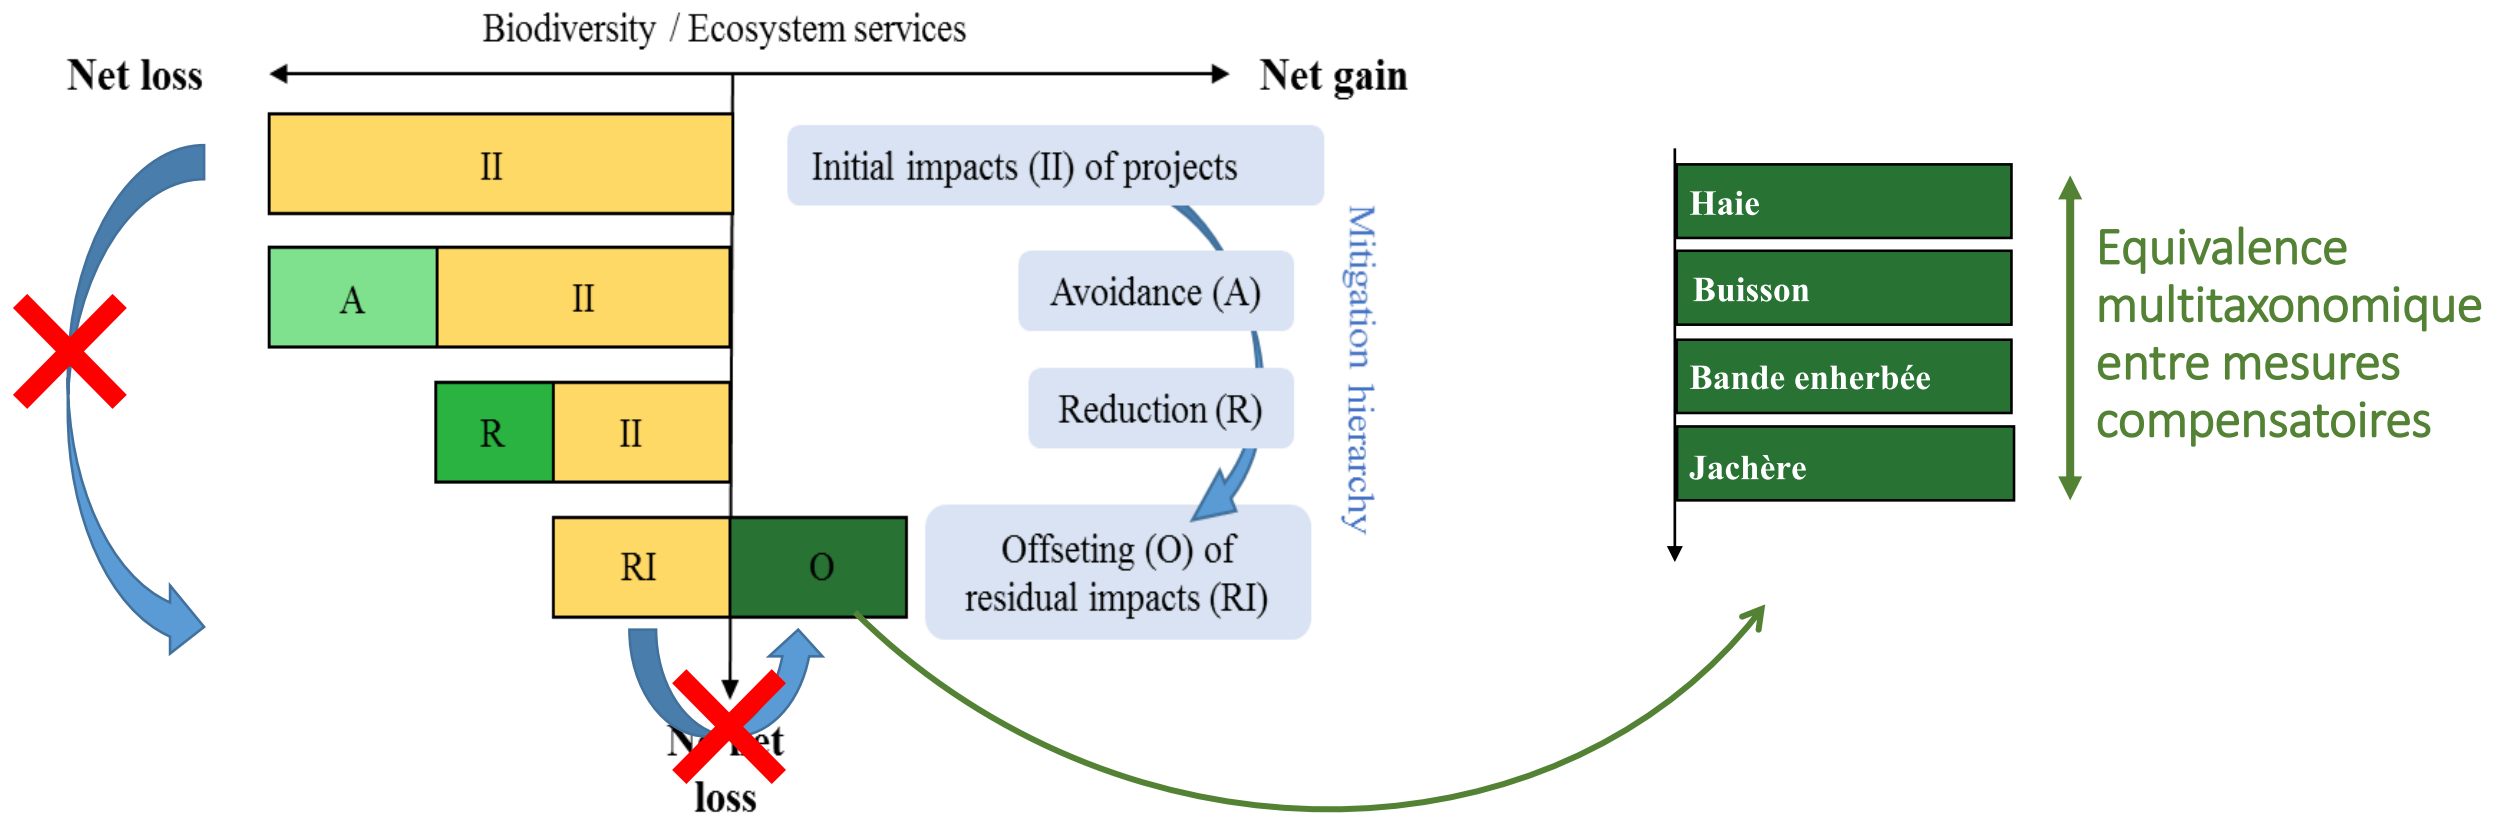 Biodiversity / Ecosystem services
Net loss
Net gain
II
Initial impacts (II) of projects
A
II
Avoidance (A)
R
II
Reduction (R)
RI
O
Offseting (O) of
residual impacts (RI)
Mitigation hierarchy
loss
Haie
Buisson
Bande enherbée
Jachère
Equivalence
multitaxonomique
entre mesures
compensatoires